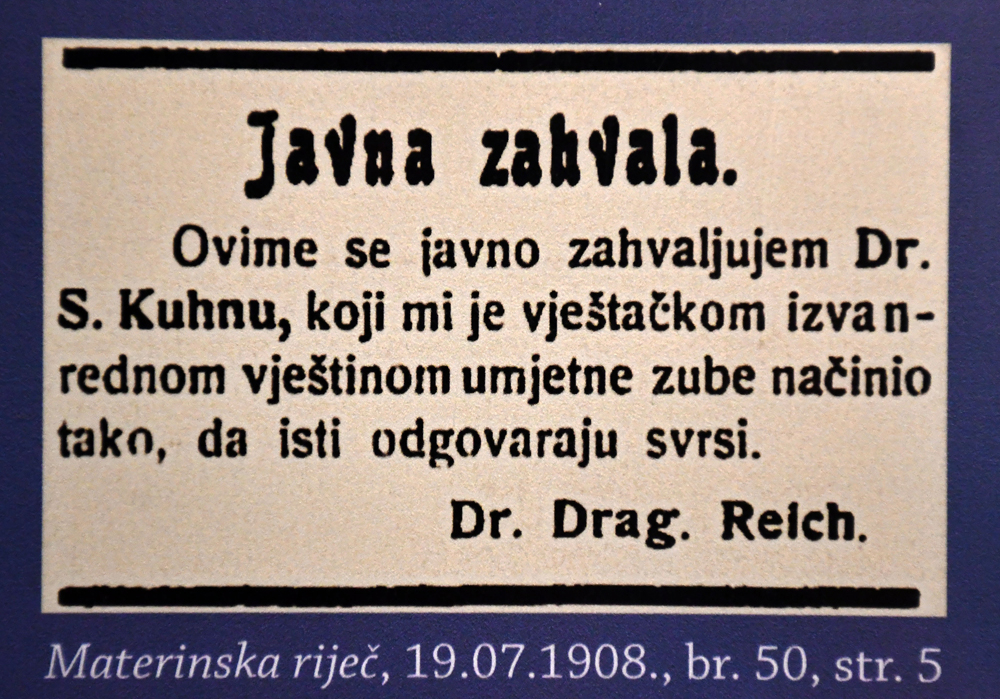 Javna zahvala.
Ovime se javno zahvaljujem Dr.
S. Kuhnu, koji mi je vještačkom izvan-
rednom vještinom umjetne zube načinio
tako, da isti odgovaraju svrsi.
Dr. Drag. Reich.
Materinska riječ, 19.07.1908., br. 50, str. 5